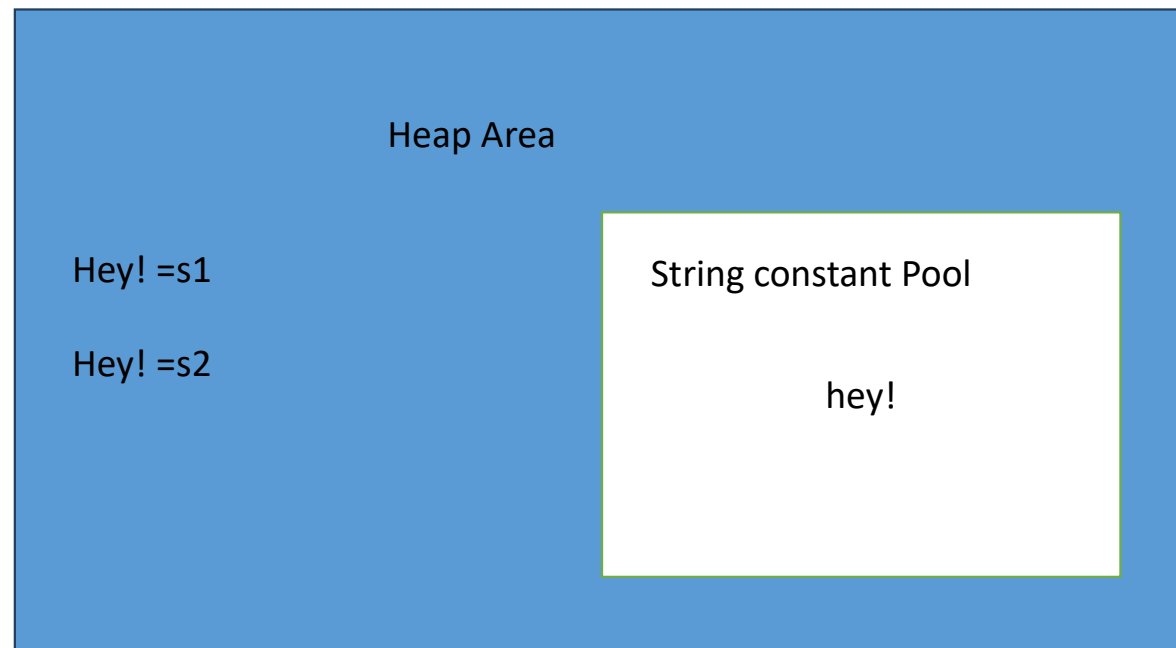 Heap Area
Hey! =s1
String constant Pool
Hey! =s2
hey!